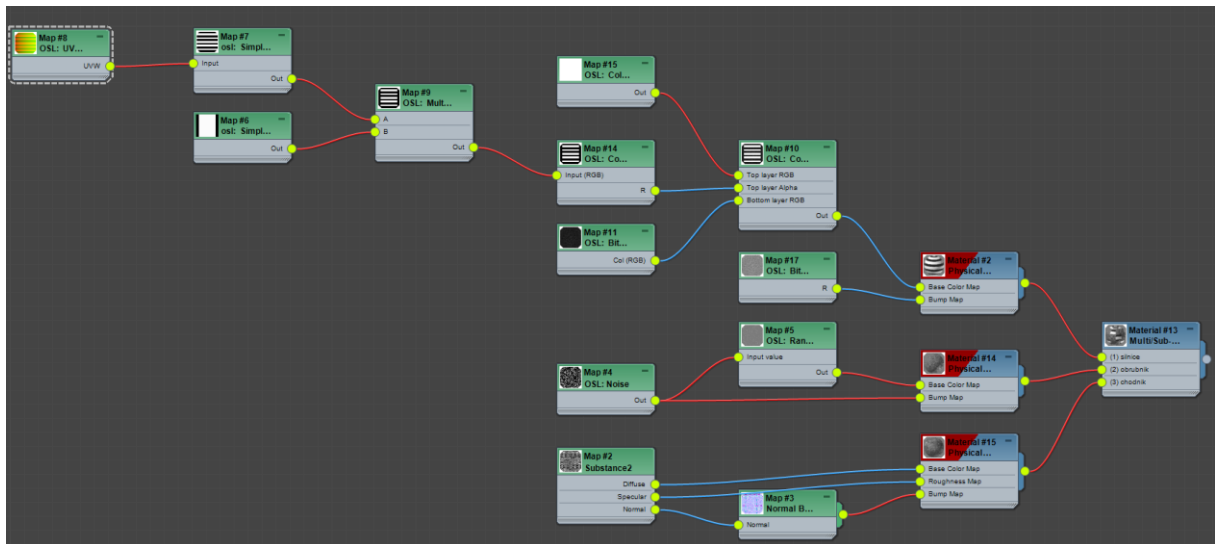 Map #8
OSL: UV...
UVW
Map #7
osl: Simpl...
Input
Out
Map #6
osl: Simpl...
Out
Map #9
OSL: Mult...
A
B
Out
Map #15
OSL: Col...
Out
Map #14
OSL: Co...
Input (RGB)
R
Map #11
OSL: Bit...
Col (RGB)
Map #10
OSL: Co...
Top layer RGB
Top layer Alpha
Bottom layer RGB
Out
Map #17
OSL: Bit...
R
Material #2
Physical...
Base Color Map
Bump Map
Map #5
OSL: Ran...
Input value
Out
Map #4
OSL: Noise
Out
Material #14
Physical...
Base Color Map
Bump Map
Material #13
Multi/Sub-...
(1) silnice
(2) obrubnik
(3) chodnik
Map #2
Substance2
Diffuse
Specular
Normal
Map #3
Normal B...
Normal
Material #15
Physical...
Base Color Map
Roughness Map
Bump Map